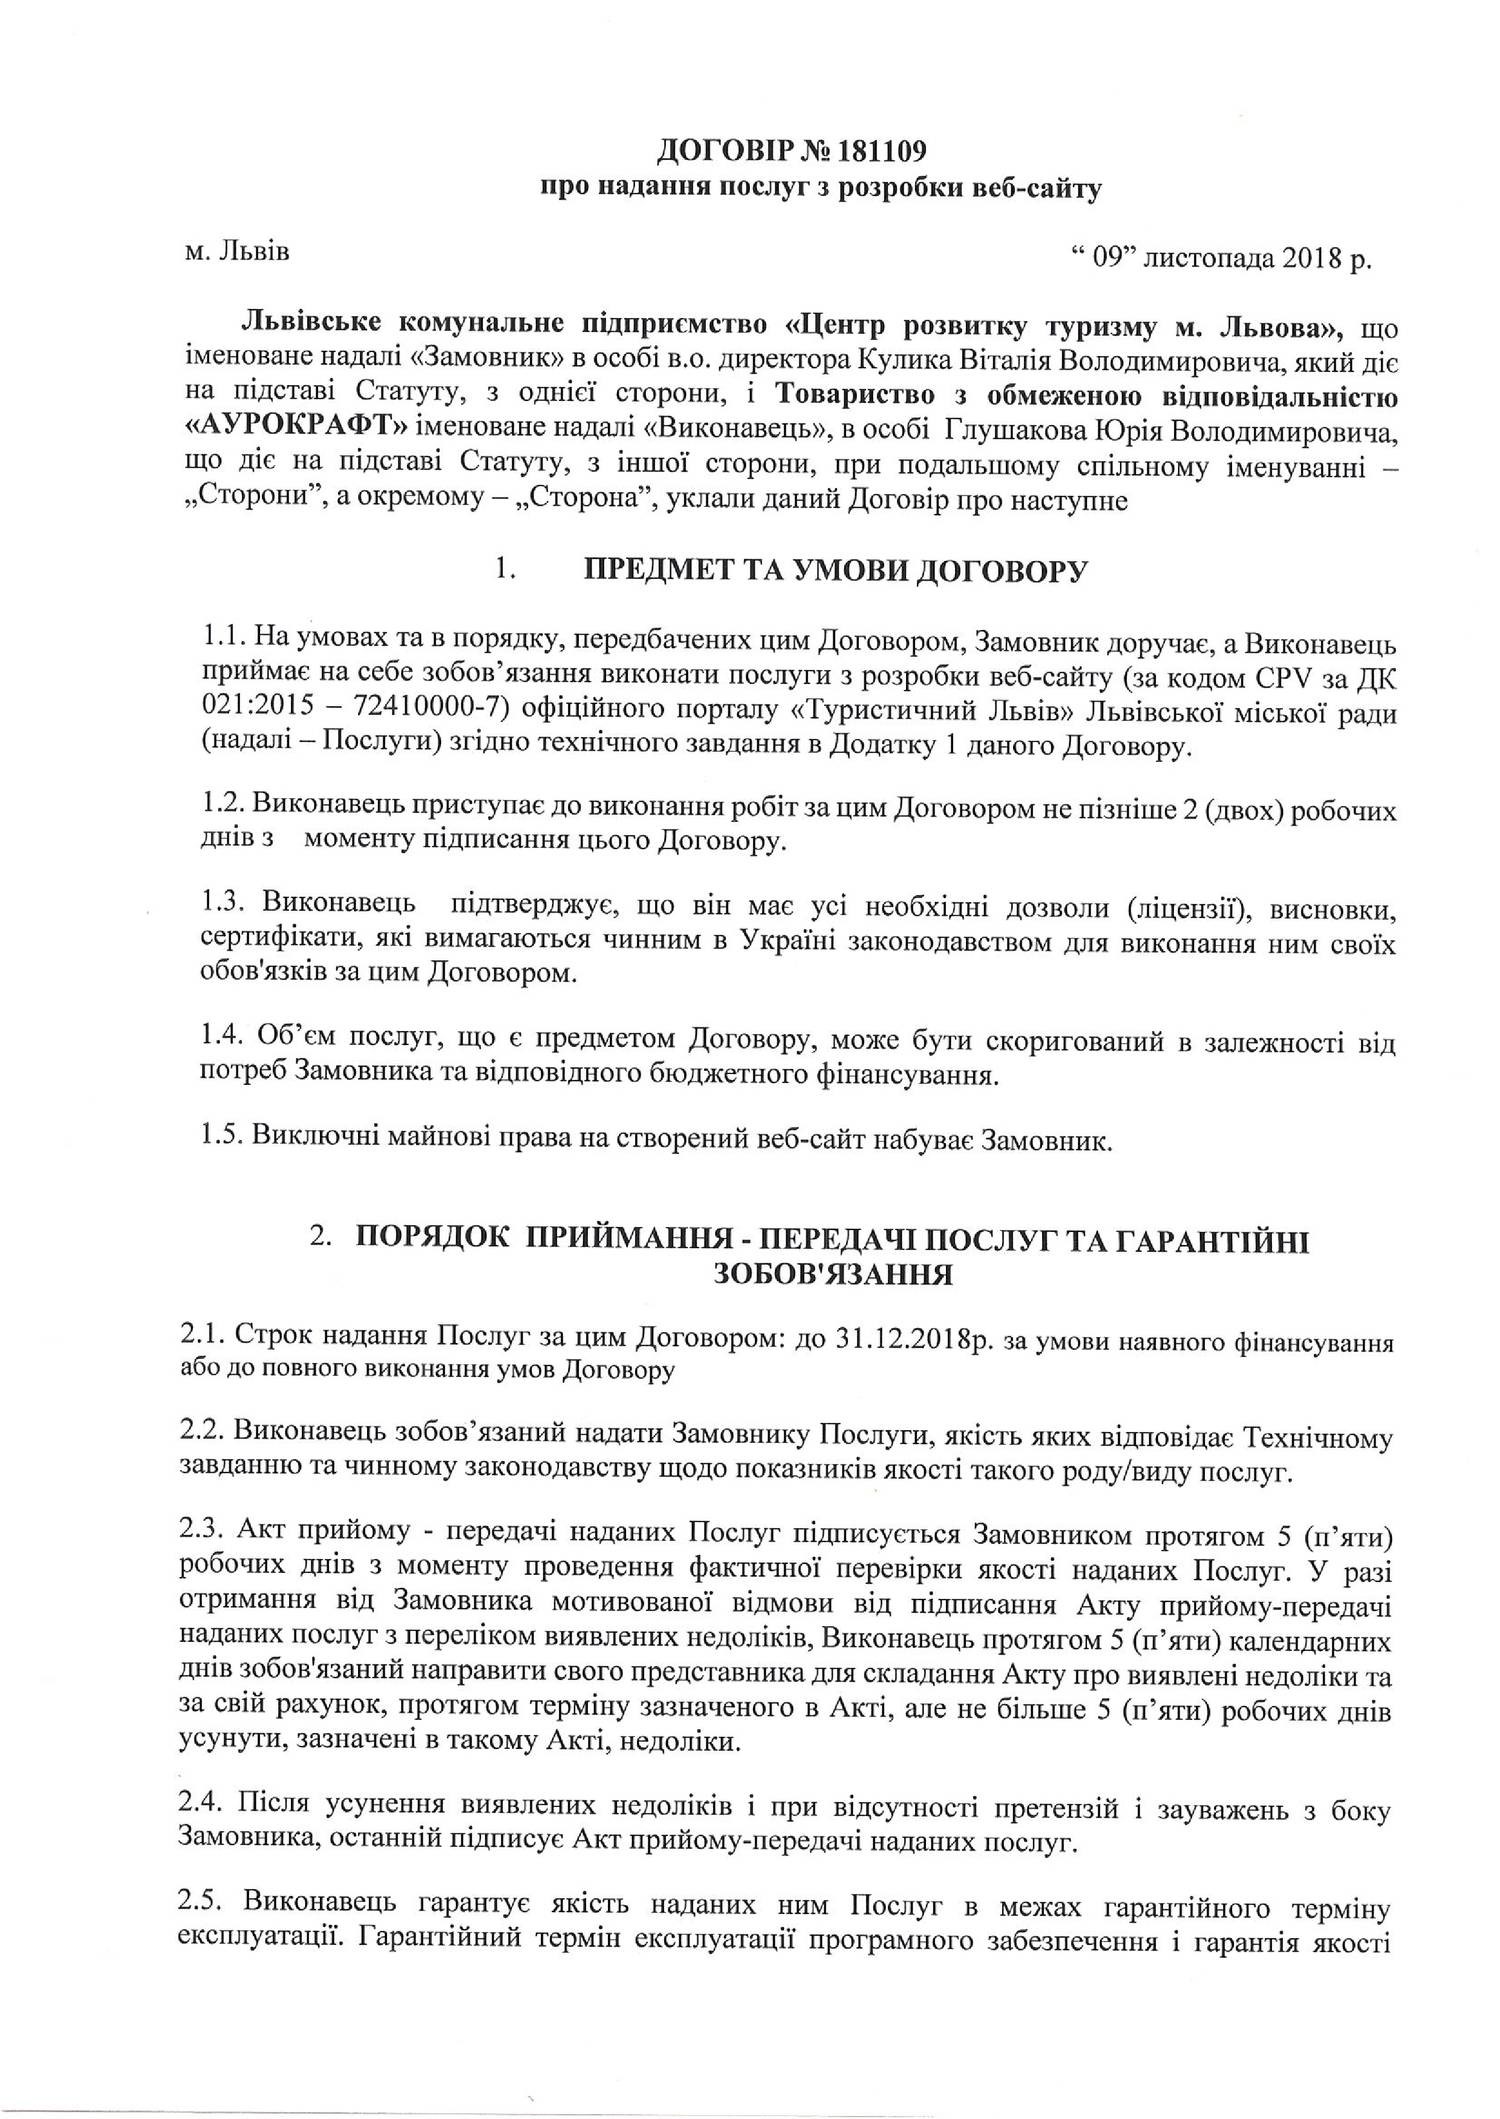 ДОГОВІР № 181109
про надання послуг з розробки веб-сайту
м. Львів
“ 09” листопада 2018 р.
Львівське комунальне підприємство «Центр розвитку туризму м. Львова», що
іменоване надалі «Замовник» в особі в.о. директора Кулика Віталія Володимировича, який діє
на підставі Статуту, з однієї сторони, і Товариство з обмеженою відповідальністю
«АУРОКРАФТ» іменоване надалі «Виконавець», в особі Глушакова Юрія Володимировича,
що діє на підставі Статуту, з іншої сторони, при подальшому спільному іменуванні –
„Сторони”, а окремому – „Сторона”, уклали даний Договір про наступне
1. ПРЕДМЕТ ТА УМОВИ ДОГОВОРУ
1.1. На умовах та в порядку, передбачених цим Договором, Замовник доручає, а Виконавець
приймає на себе зобов’язання виконати послуги з розробки веб-сайту (за кодом CPV за ДК
021:2015 – 72410000-7) офіційного порталу «Туристичний Львів» Львівської міської ради
(надалі – Послуги) згідно технічного завдання в Додатку 1 даного Договору.
1.2. Виконавець приступає до виконання робіт за цим Договором не пізніше 2 (двох) робочих
днів з моменту підписання цього Договору.
1.3. Виконавець підтверджує, що він має усі необхідні дозволи (ліцензії), висновки,
сертифікати, які вимагаються чинним в Україні законодавством для виконання ним своїх
обов'язків за цим Договором.
1.4. Об’єм послуг, що є предметом Договору, може бути скоригований в залежності від
потреб Замовника та відповідного бюджетного фінансування.
1.5. Виключні майнові права на створений веб-сайт набуває Замовник.
2. ПОРЯДОК ПРИЙМАННЯ - ПЕРЕДАЧІ ПОСЛУГ ТА ГАРАНТІЙНІ
ЗОБОВ'ЯЗАННЯ
2.1. Строк надання Послуг за цим Договором: до 31.12.2018р. за умови наявного фінансування
або до повного виконання умов Договору
2.2. Виконавець зобов’язаний надати Замовнику Послуги, якість яких відповідає Технічному
завданню та чинному законодавству щодо показників якості такого роду/виду послуг.
2.3. Акт прийому - передачі наданих Послуг підписується Замовником протягом 5 (п’яти)
робочих днів з моменту проведення фактичної перевірки якості наданих Послуг. У разі
отримання від Замовника мотивованої відмови від підписання Акту прийому-передачі
наданих послуг з переліком виявлених недоліків, Виконавець протягом 5 (п’яти) календарних
днів зобов'язаний направити свого представника для складання Акту про виявлені недоліки та
за свій рахунок, протягом терміну зазначеного в Акті, але не більше 5 (п’яти) робочих днів
усунути, зазначені в такому Акті, недоліки.
2.4. Після усунення виявлених недоліків і при відсутності претензій і зауважень з боку
Замовника, останній підписує Акт прийому-передачі наданих послуг.
2.5. Виконавець гарантує якість наданих ним Послуг в межах гарантійного терміну
експлуатації. Гарантійний термін експлуатації програмного забезпечення і гарантія якості